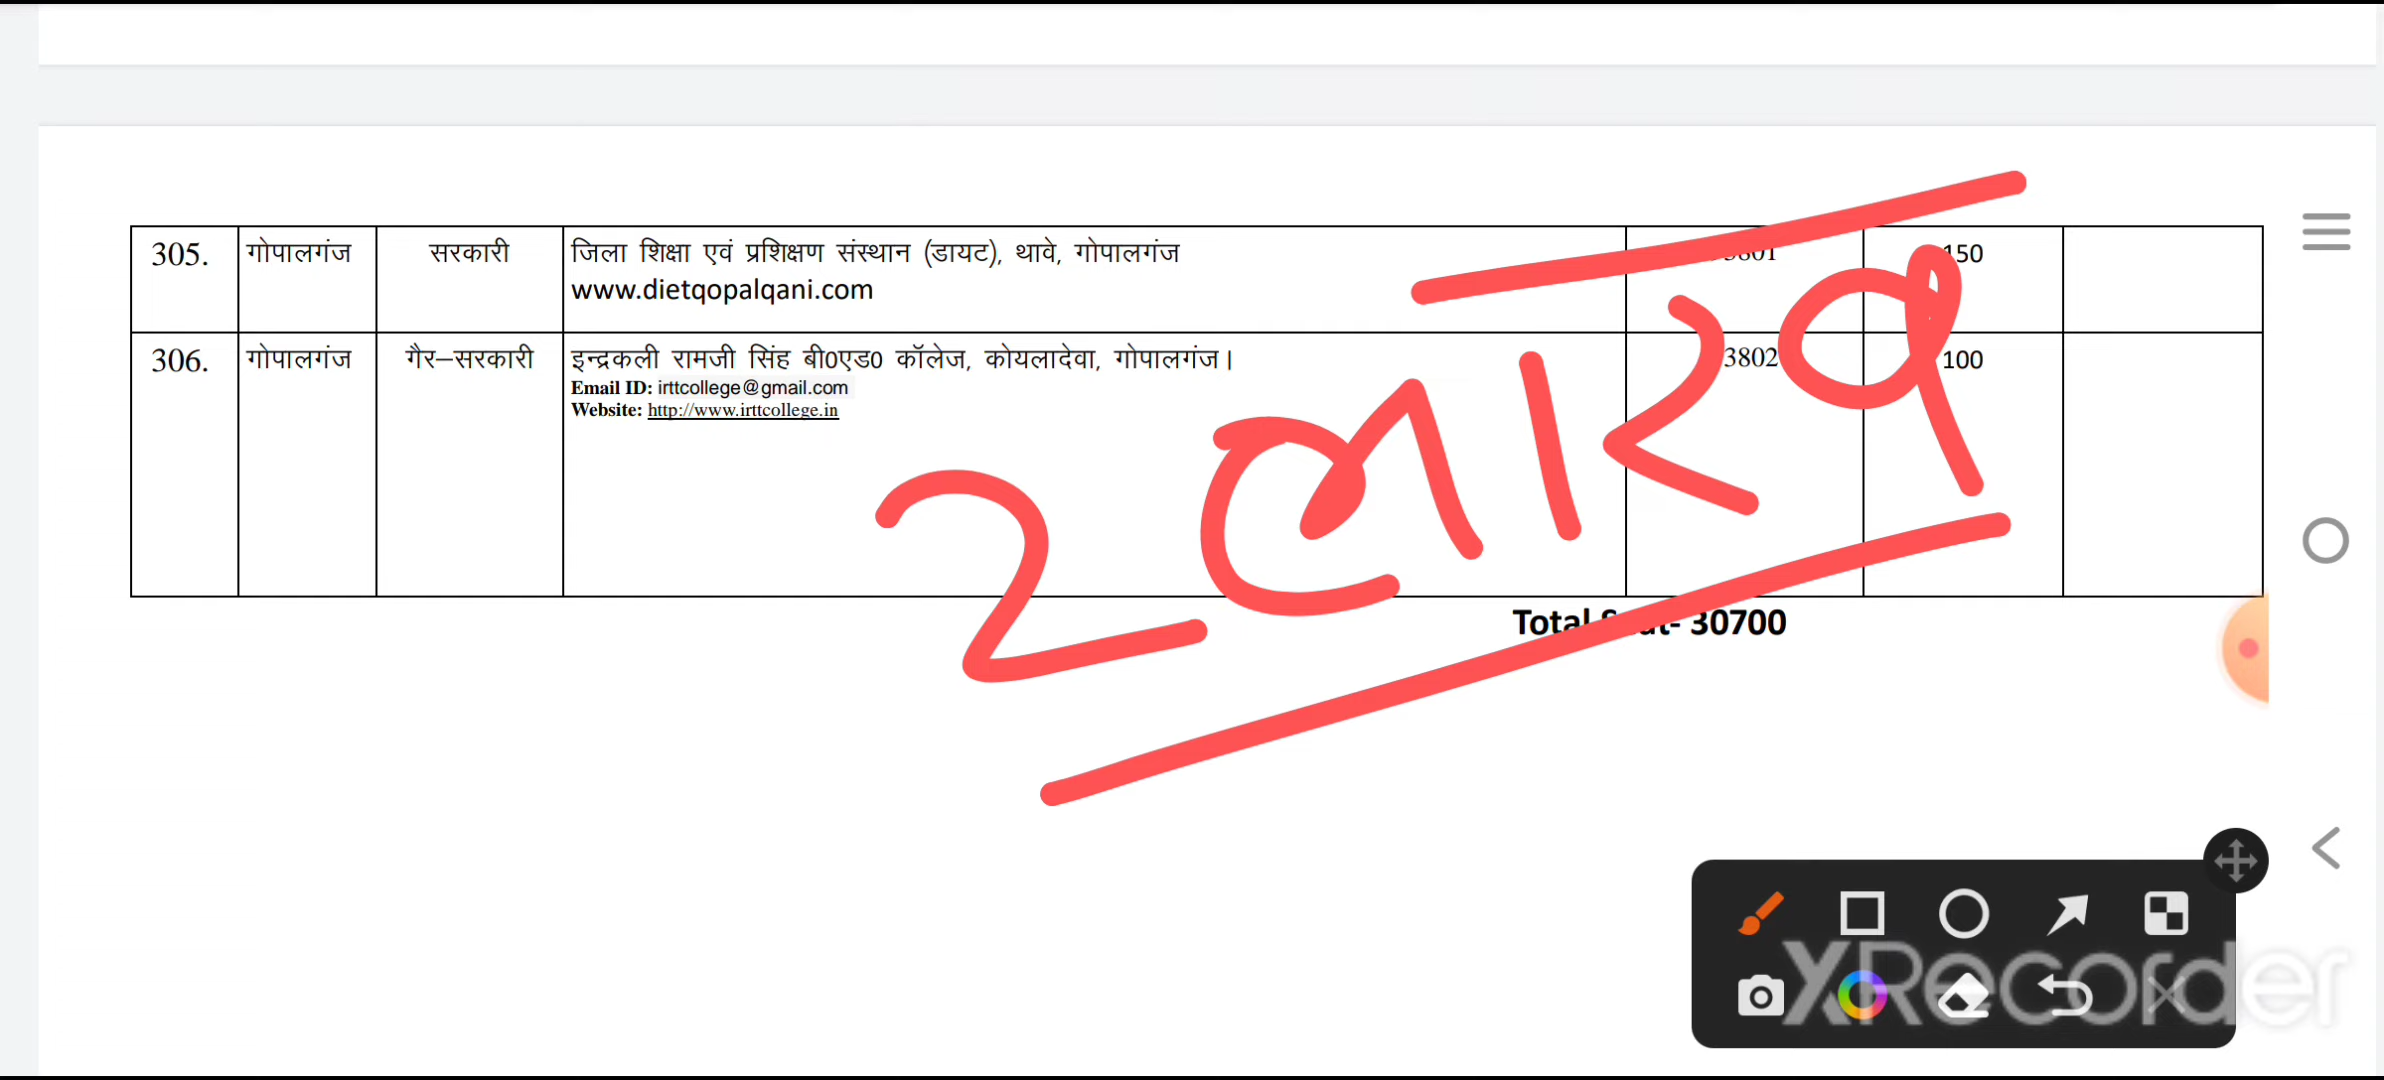 305. गोपालगंज सरकारी जिला शिक्षा एवं प्रशिक्षण संस्थान (डायट), थावे, गोपालगंज 150
www.dietqopalqani.com
306. गोपालगंज गैर–सरकारी इन्द्रकली रामजी सिंह बी0एड0 कॉलेज, कोयलादेवा, गोपालगंज। 3802 100
Email ID: irttcollege@gmail.com
Website: http://www.irttcollege.in
2 लाख
Total 30700
XRecorder